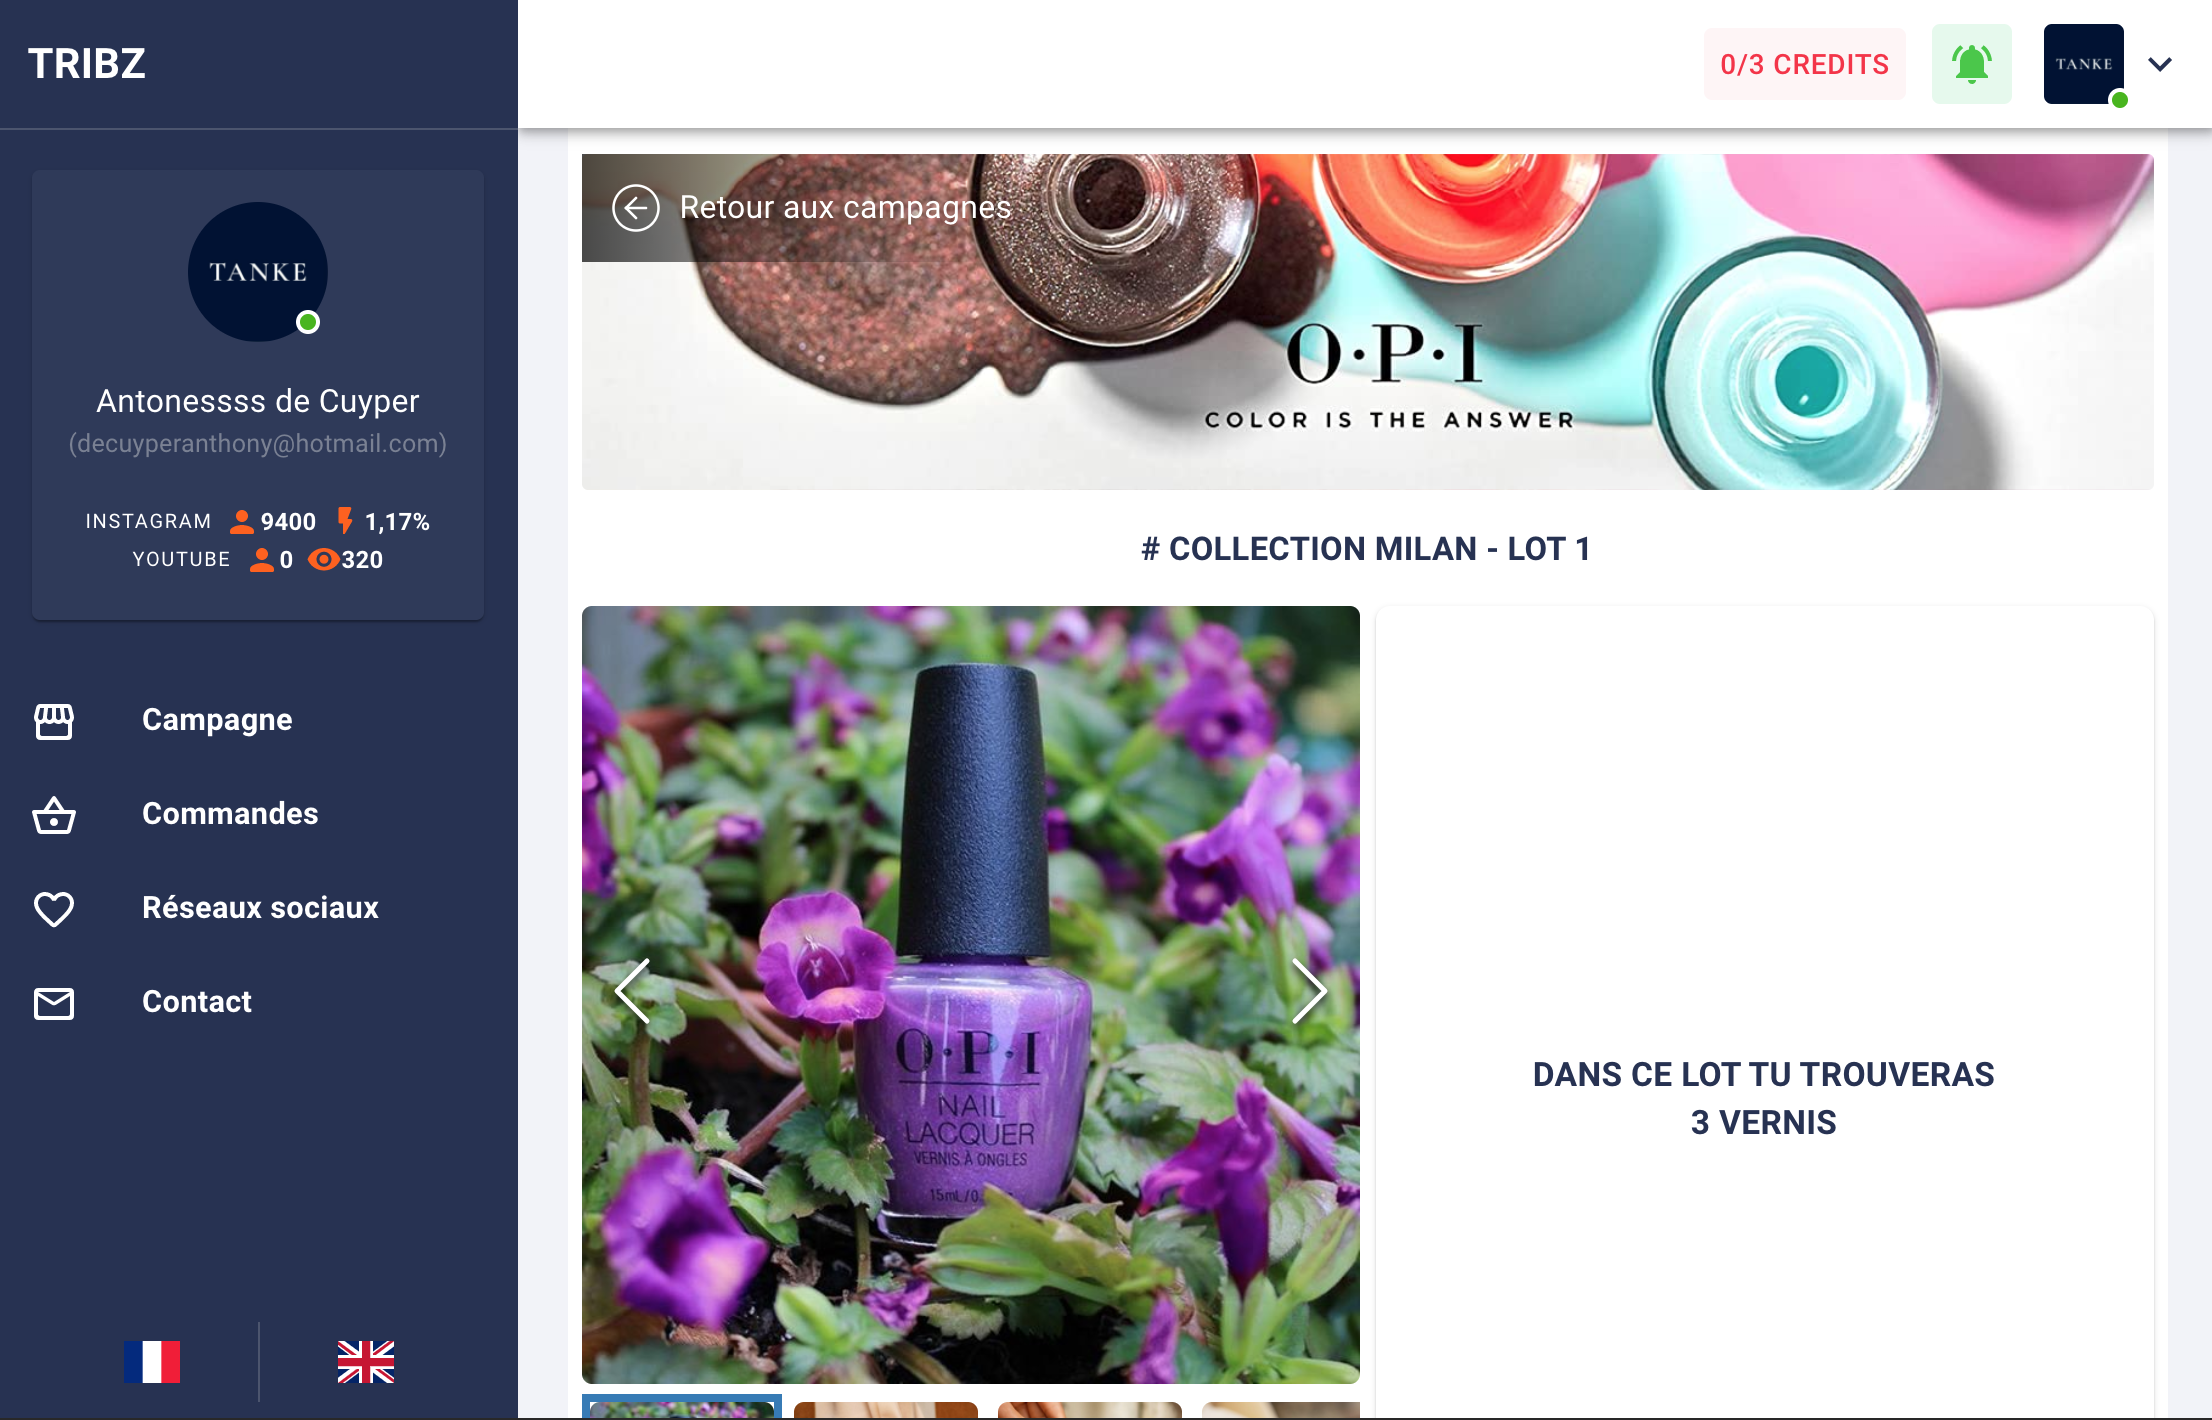 TRIBZ
0/3 CREDITS
TANKE
TANKE
Antonessss de Cuyper
(decuyperanthony@hotmail.com)
INSTAGRAM 9400 1,17%
YOUTUBE 0 320
Campagne
Commandes
Réseaux sociaux
Contact
Retour aux campagnes
O·P·I
COLOR IS THE ANSWER
# COLLECTION MILAN - LOT 1
O·P·I
NAIL
LACQUER
VERNIS À ONGLES
15mL/0.
DANS CE LOT TU TROUVERAS
3 VERNIS